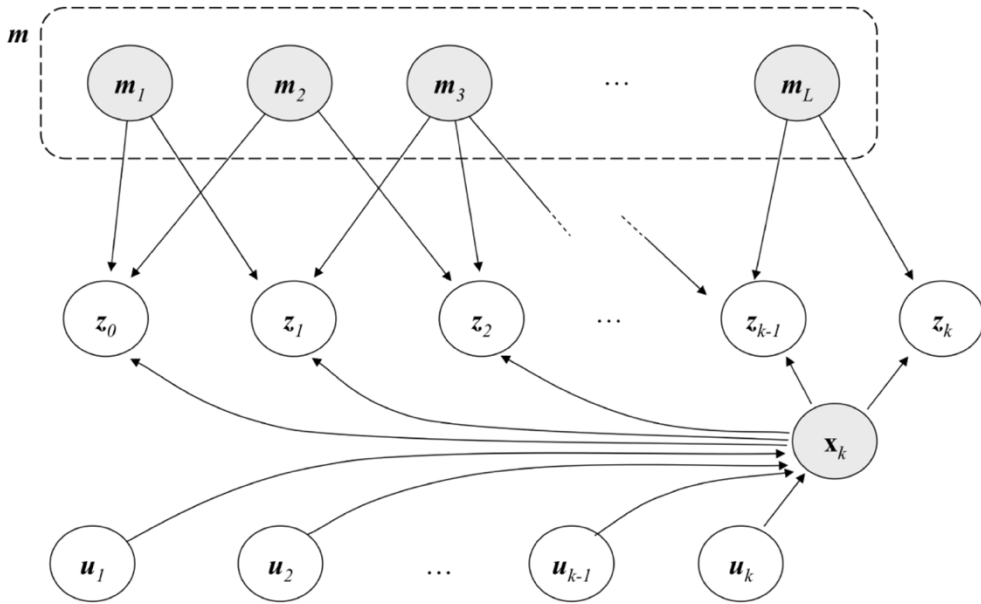 m
m1 m2 m3 … mL
z0 z1 z2 … zk-1 zk
xk
u1 u2 … uk-1 uk